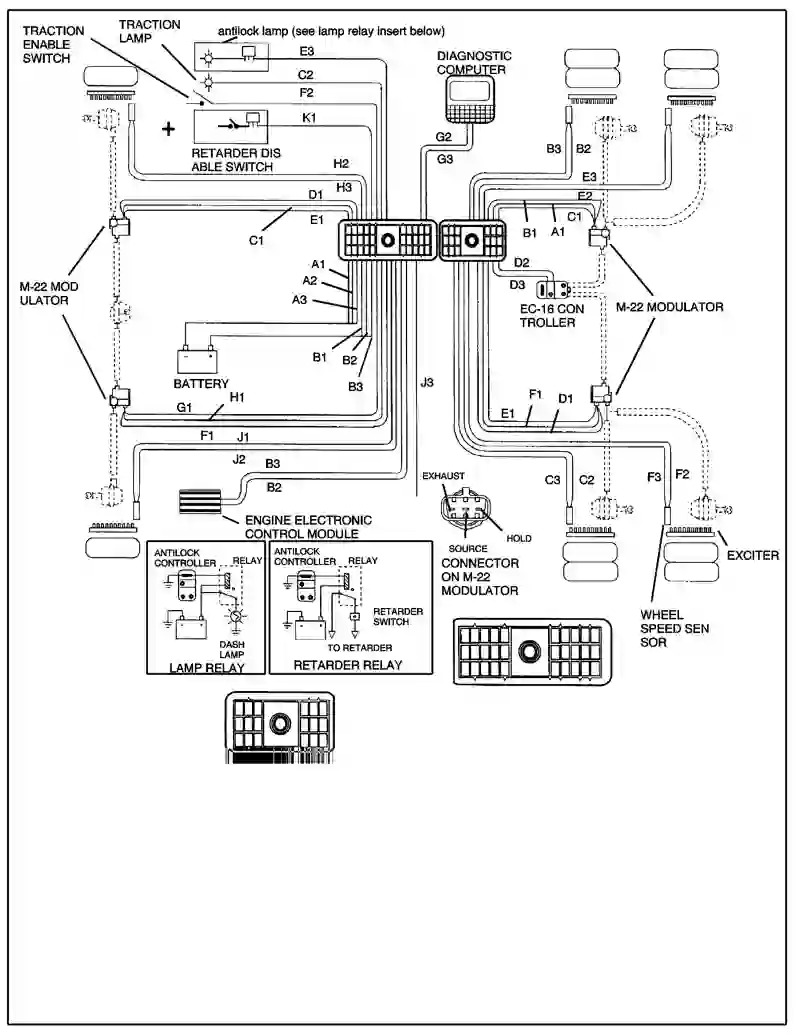 TRACTION
ENABLE
SWITCH
TRACTION
LAMP
antilock lamp (see lamp relay insert below)
E3
C2
F2
K1
RETARDER DIS
ABLE SWITCH
DIAGNOSTIC
COMPUTER
G2
G3
B3
B2
E3
H2
H3
D1
E1
C1
E2
C1
B1
A1
D2
D3
EC-16 CON
TROLLER
M-22 MOD
ULATOR
M-22 MODULATOR
A1
A2
A3
B1
B2
B3
BATTERY
J3
H1
G1
F1
J1
J2
B3
B2
E1
F1
D1
C3
C2
F3
F2
ENGINE ELECTRONIC
CONTROL MODULE
EXHAUST
HOLD
SOURCE
CONNECTOR
ON M-22
MODULATOR
EXCITER
WHEEL
SPEED SEN
SOR
ANTILOCK
CONTROLLER
RELAY
DASH
LAMP
LAMP RELAY
ANTILOCK
CONTROLLER
RELAY
RETARDER
SWITCH
TO RETARDER
RETARDER RELAY